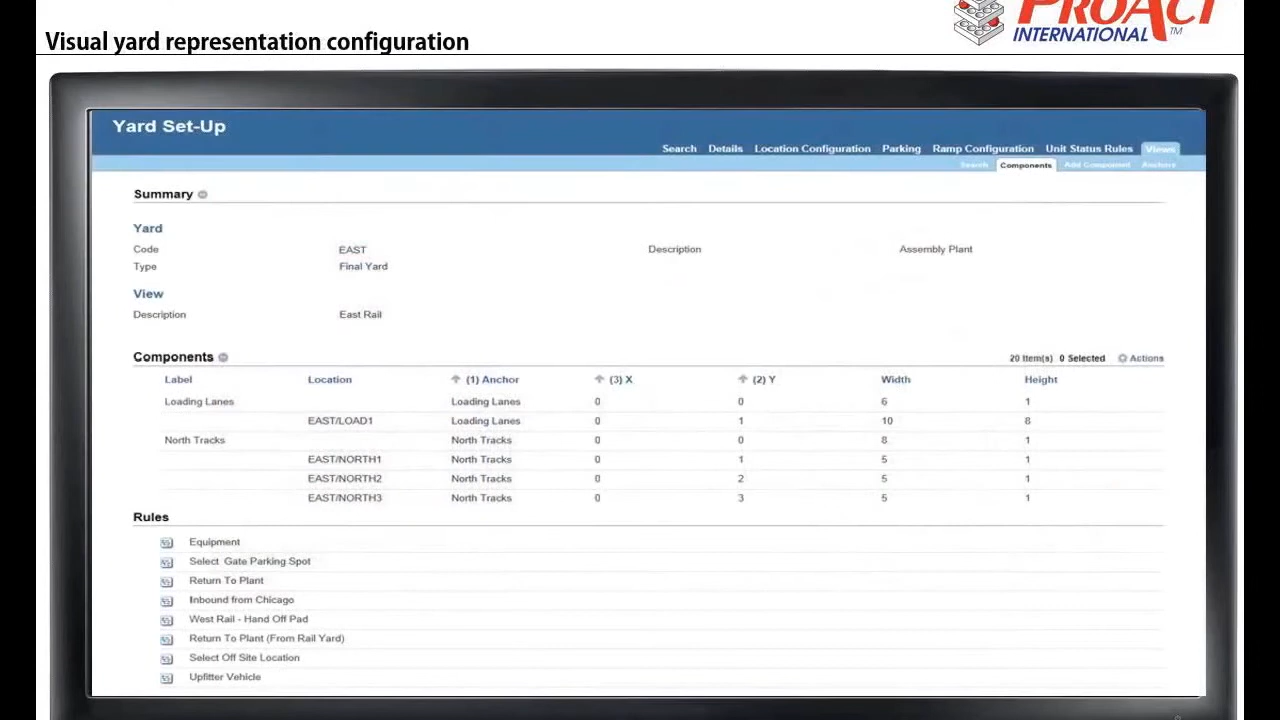 PROACT
INTERNATIONAL™
Visual yard representation configuration
Yard Set-Up
Search Details Location Configuration Parking Ramp Configuration Unit Status Rules Views
Search Components Add Component Anchors
Summary
Yard
Code EAST Description Assembly Plant
Type Final Yard
View
Description East Rail
Components 20 Item(s) 0 Selected Actions
Label Location (1) Anchor (3) X (2) Y Width Height
Loading Lanes Loading Lanes 0 0 6 1
EAST/LOAD1 Loading Lanes 0 1 10 8
North Tracks North Tracks 0 0 8 1
EAST/NORTH1 North Tracks 0 1 5 1
EAST/NORTH2 North Tracks 0 2 5 1
EAST/NORTH3 North Tracks 0 3 5 1
Rules
Equipment
Select Gate Parking Spot
Return To Plant
Inbound from Chicago
West Rail - Hand Off Pad
Return To Plant (From Rail Yard)
Select Off Site Location
Upfitter Vehicle